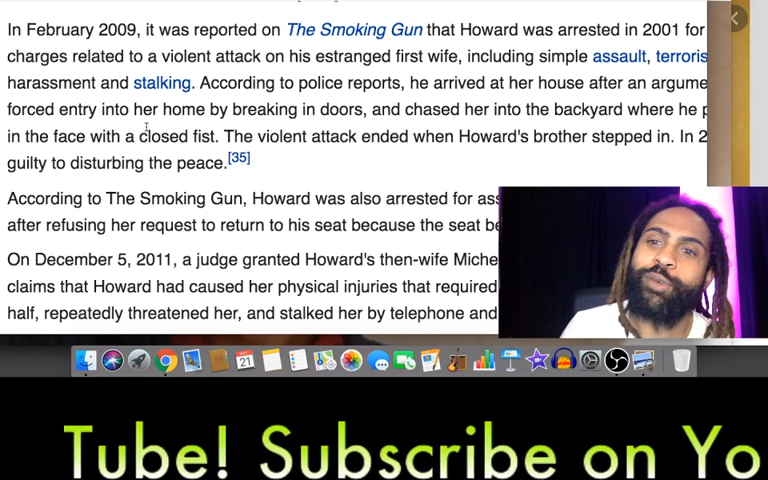 In February 2009, it was reported on The Smoking Gun that Howard was arrested in 2001 for
charges related to a violent attack on his estranged first wife, including simple assault,
harassment and stalking. According to police reports, he arrived at her house after an
forced entry into her home by breaking in doors, and chased her into the backyard where he
in the face with a closed fist. The violent attack ended when Howard's brother stepped in. In
guilty to disturbing the peace.[35]
According to The Smoking Gun, Howard was also arrested for
after refusing her request to return to his seat because the seat
On December 5, 2011, a judge granted Howard's then-wife
claims that Howard had caused her physical injuries that required
half, repeatedly threatened her, and stalked her by telephone and
21
Tube! Subscribe on Yo